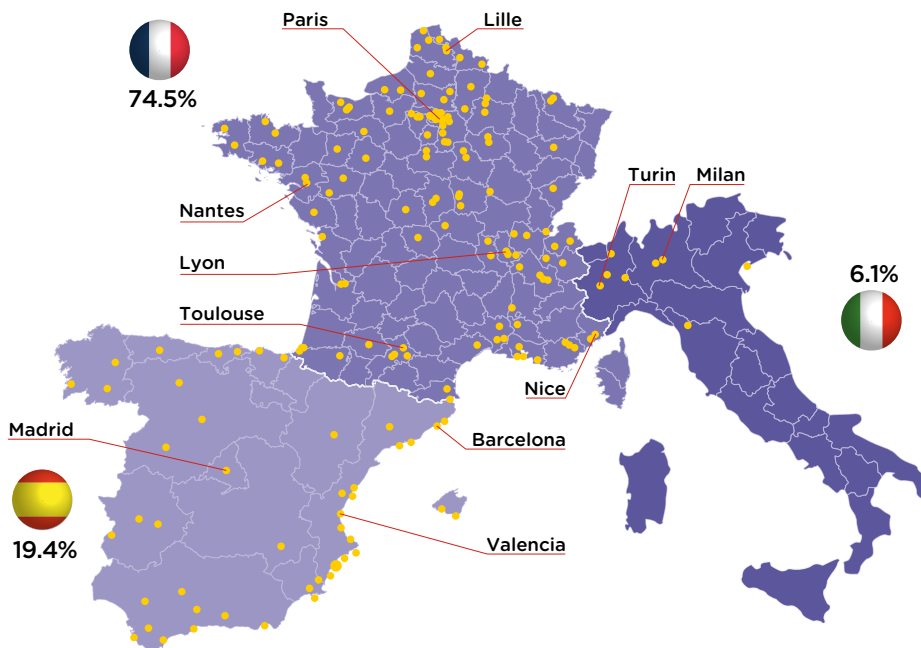 Paris
Lille
74.5%
Turin
Milan
Nantes
Lyon
6.1%
Toulouse
Nice
Madrid
Barcelona
19.4%
Valencia